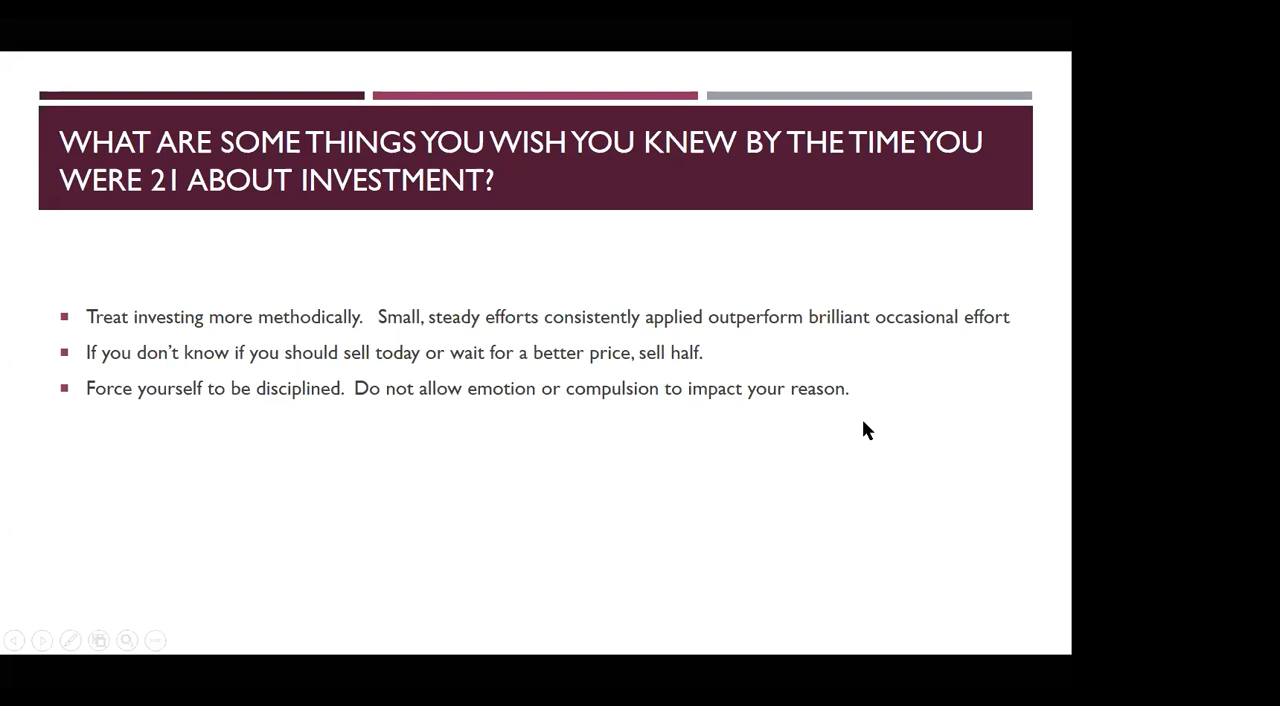 WHAT ARE SOME THINGS YOU WISH YOU KNEW BY THE TIME YOU
WERE 21 ABOUT INVESTMENT?
Treat investing more methodically. Small, steady efforts consistently applied outperform brilliant occasional effort
If you don't know if you should sell today or wait for a better price, sell half.
Force yourself to be disciplined. Do not allow emotion or compulsion to impact your reason.